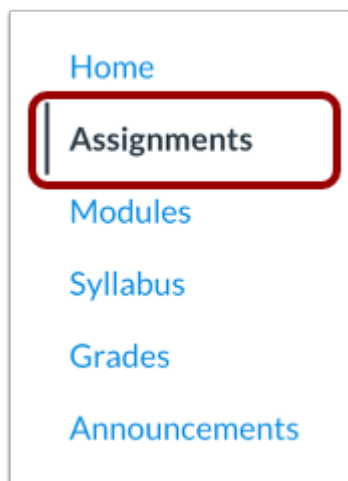 Home
Assignments
Modules
Syllabus
Grades
Announcements